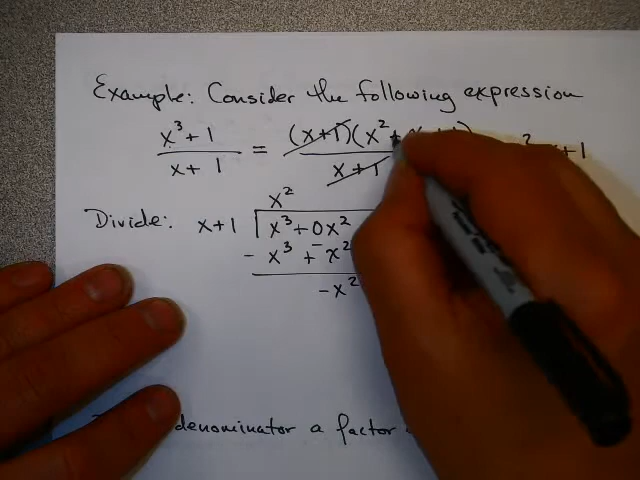 Example: Consider the following expression
x³ + 1 / x + 1 = (x+1)(x² + / x + 1
x+1
x²
Divide: x+1 x³ + 0x²
- x³ + x²
-x²
denominator a factor